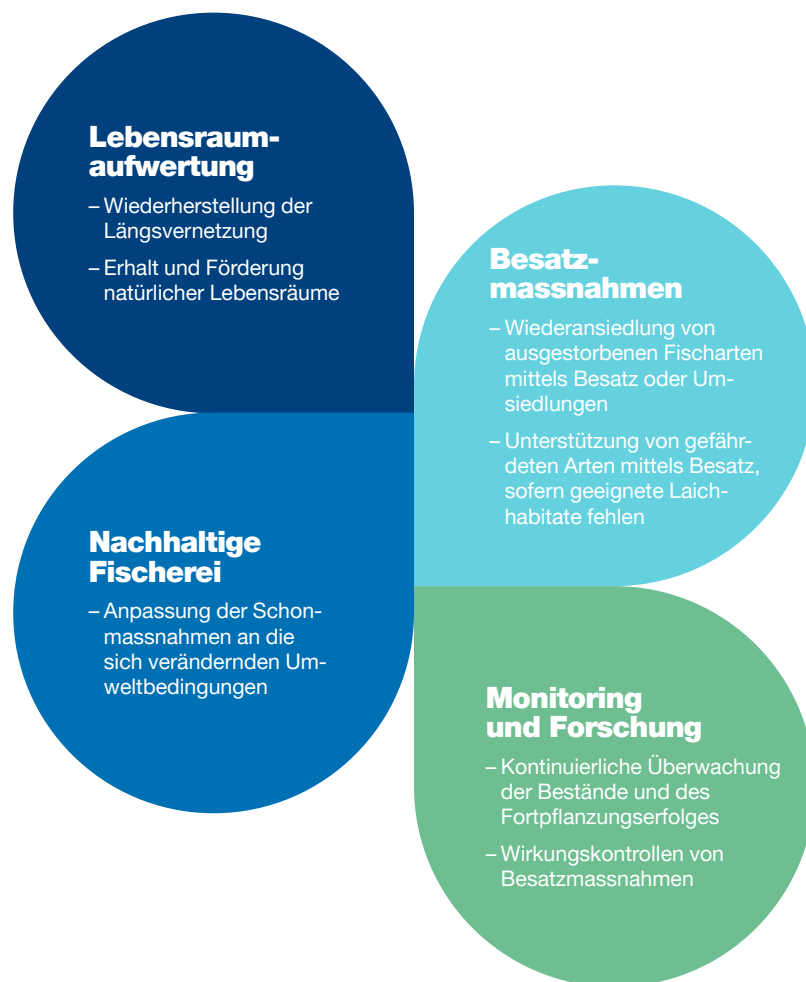 Lebensraum-
aufwertung
– Wiederherstellung der
Längsvernetzung
– Erhalt und Förderung
natürlicher Lebensräume
Besatz-
massnahmen
– Wiederansiedlung von
ausgestorbenen Fischarten
mittels Besatz oder Um-
siedlungen
– Unterstützung von gefähr-
deten Arten mittels Besatz,
sofern geeignete Laich-
habitate fehlen
Nachhaltige
Fischerei
– Anpassung der Schon-
massnahmen an die
sich verändernden Um-
weltbedingungen
Monitoring
und Forschung
– Kontinuierliche Überwachung
der Bestände und des
Fortpflanzungserfolges
– Wirkungskontrollen von
Besatzmassnahmen